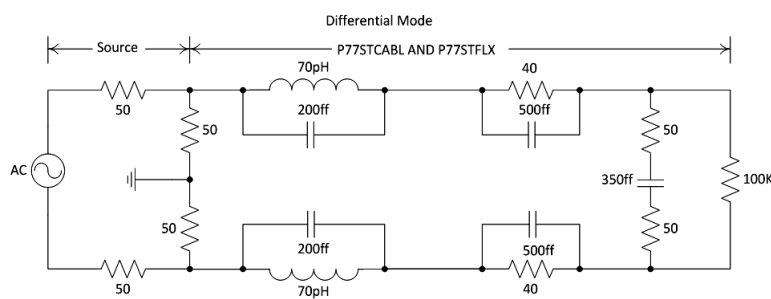 Differential Mode
Source
P77STCABL AND P77STFLX
70pH
40
50
200ff
500ff
50
50
AC
350ff
100K
50
200ff
500ff
50
50
70pH
40